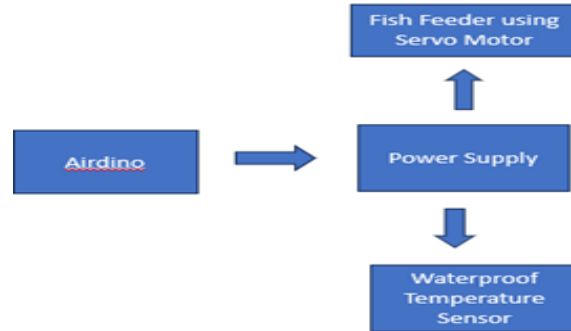 Fish Feeder using
Servo Motor
Airdino
Power Supply
Waterproof
Temperature
Sensor